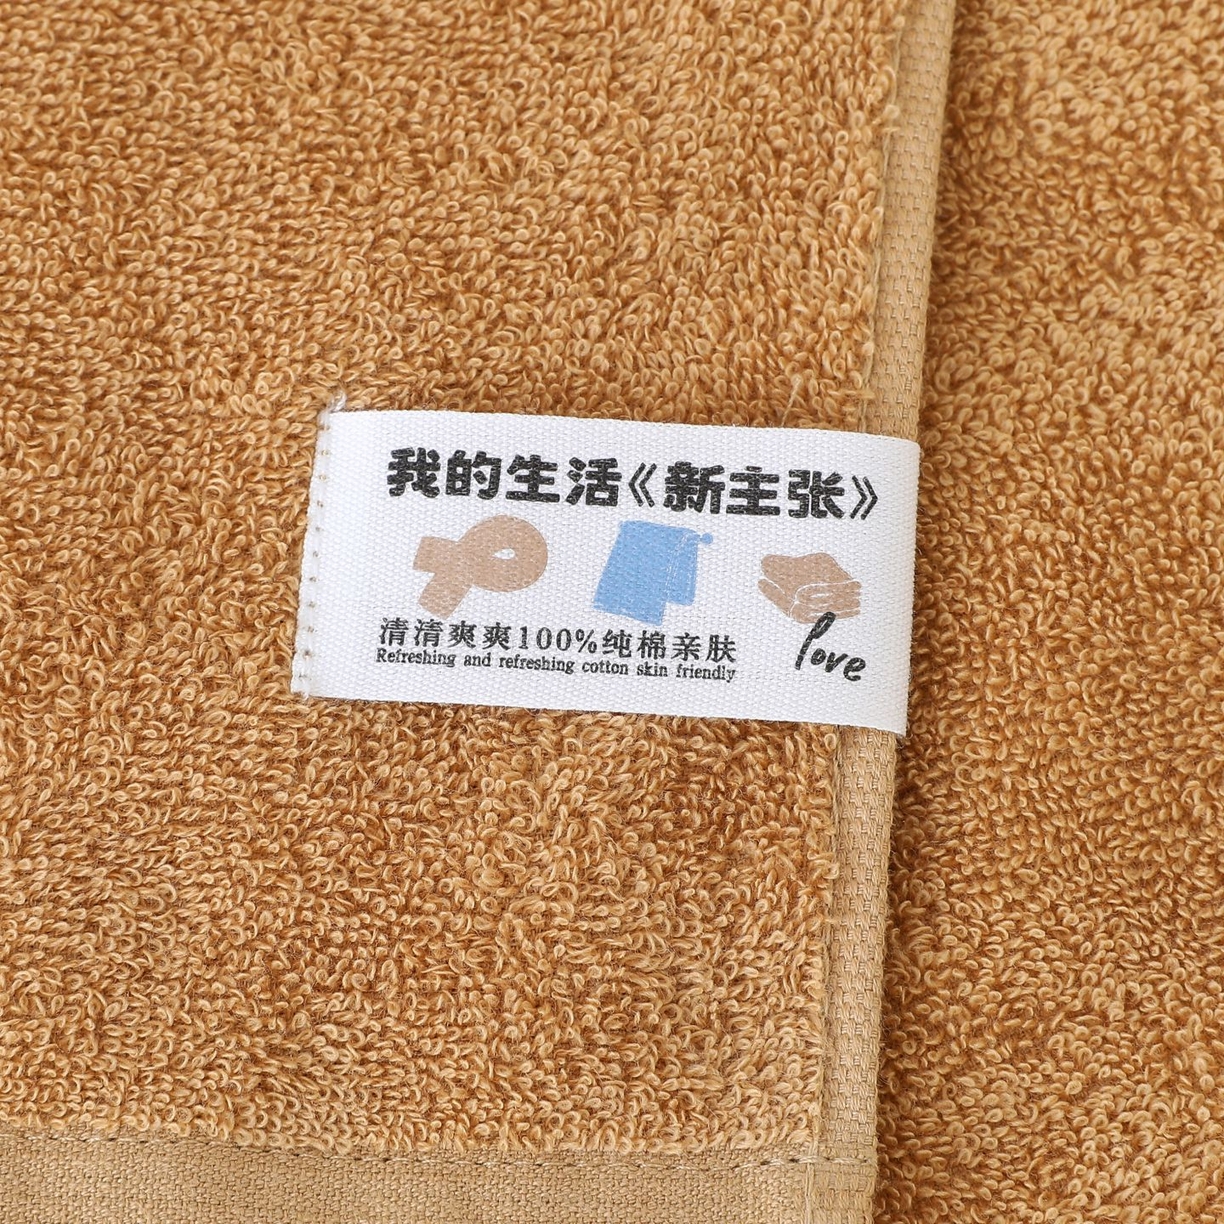 我的生活《新主张》
清清爽爽100%纯棉亲肤
Refreshing and refreshing cotton skin friendly
love